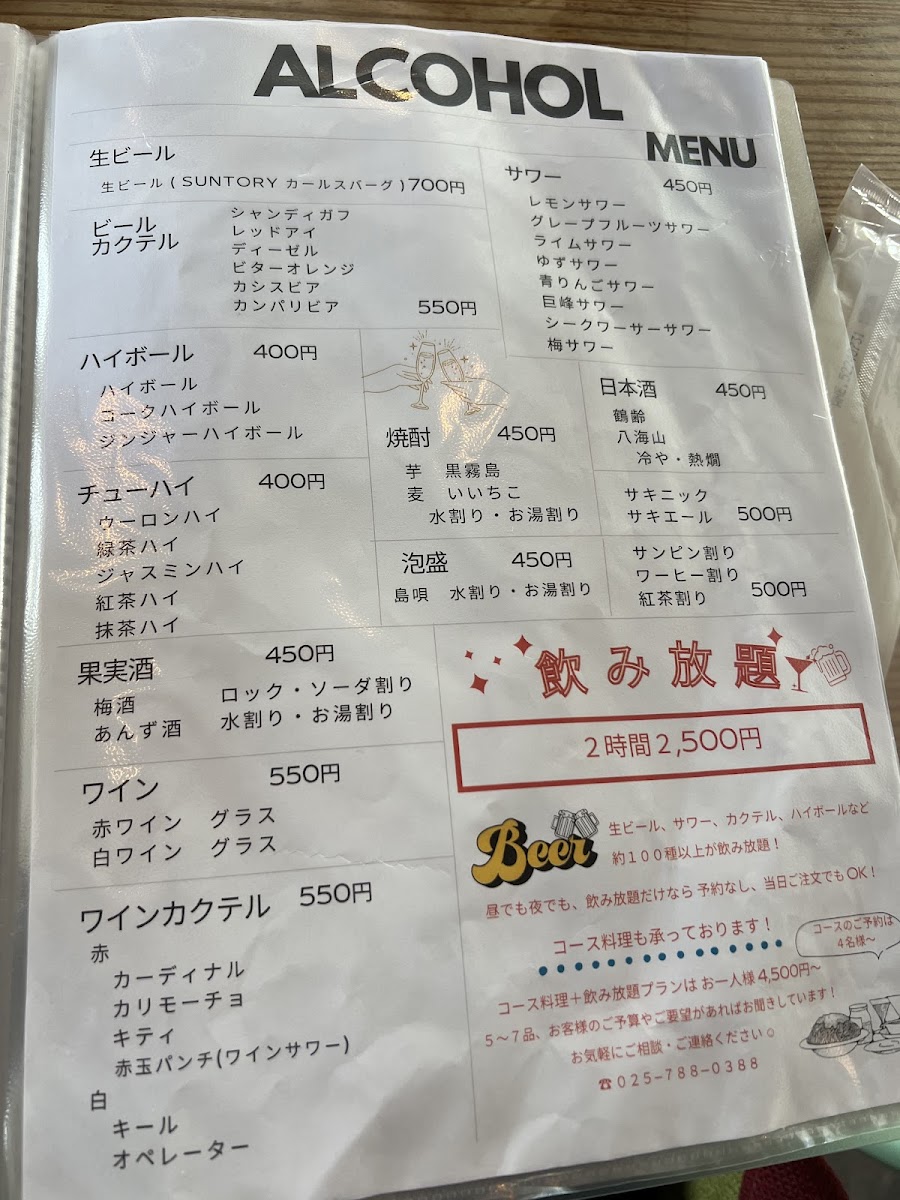 ALCOHOL
MENU
生ビール
生ビール ( SUNTORY カールスバーグ ) 700円
ビール
カクテル
シャンディガフ
レッドアイ
ディーゼル
ビターオレンジ
カシスビア
カンパリビア 550円
サワー 450円
レモンサワー
グレープフルーツサワー
ライムサワー
ゆずサワー
青りんごサワー
巨峰サワー
シークワーサーサワー
梅サワー
ハイボール 400円
ハイボール
コークハイボール
ジンジャーハイボール
チューハイ 400円
ウーロンハイ
緑茶ハイ
ジャスミンハイ
紅茶ハイ
抹茶ハイ
焼酎 450円
芋 黒霧島
麦 いいちこ
水割り・お湯割り
泡盛 450円
島唄 水割り・お湯割り
日本酒 450円
鶴齢
八海山
冷や・熱燗
サキニック
サキエール 500円
サンピン割り
ワーヒー割り
紅茶割り 500円
果実酒 450円
梅酒 ロック・ソーダ割り
あんず酒 水割り・お湯割り
ワイン 550円
赤ワイン グラス
白ワイン グラス
ワインカクテル 550円
赤
カーディナル
カリモーチョ
キティ
赤玉パンチ(ワインサワー)
白
キール
オペレーター
飲み放題
2時間2,500円
Beer
生ビール、サワー、カクテル、ハイボールなど
約100種以上が飲み放題！
昼でも夜でも、飲み放題だけなら 予約なし、当日ご注文でもOK！
コース料理も承っております！
コースのご予約は
4名様～
コース料理＋飲み放題プランは お一人様 4,500円～
5～7品、お客様のご予算やご要望があればお聞きしています！
お気軽にご相談・ご連絡ください☺
☎025−788−0388